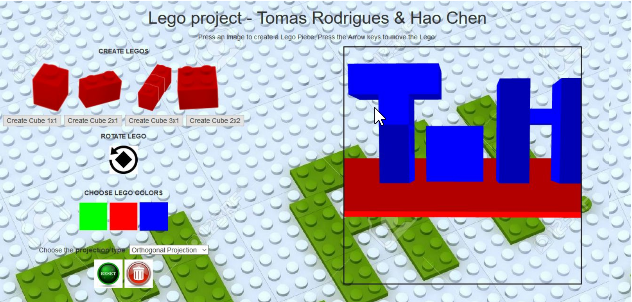 Lego project - Tomas Rodrigues & Hao Chen
Press an image to create a Lego Piece. Press the Arrow keys to move the Lego
CREATE LEGOS
Create Cube 1x1 Create Cube 2x1 Create Cube 3x1 Create Cube 2x2
ROTATE LEGO
CHOOSE LEGO COLORS
Choose the projection type: Orthogonal Projection
RESET
T H